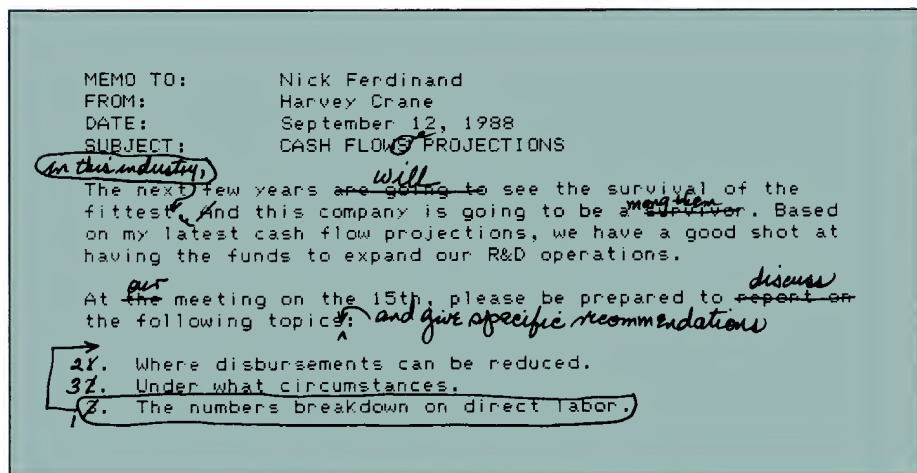 MEMO TO: Nick Ferdinand
FROM: Harvey Crane
DATE: September 12, 1988
SUBJECT: CASH FLOWS PROJECTIONS
in this industry,
will
The next few years are going to see the survival of the
mong them
fittest. And this company is going to be a survivor. Based
on my latest cash flow projections, we have a good shot at
having the funds to expand our R&D operations.
our discuss
At the meeting on the 15th, please be prepared to report on
the following topics: and give specific recommendations
2 1. Where disbursements can be reduced.
3 2. Under what circumstances.
3. The numbers breakdown on direct labor.
1